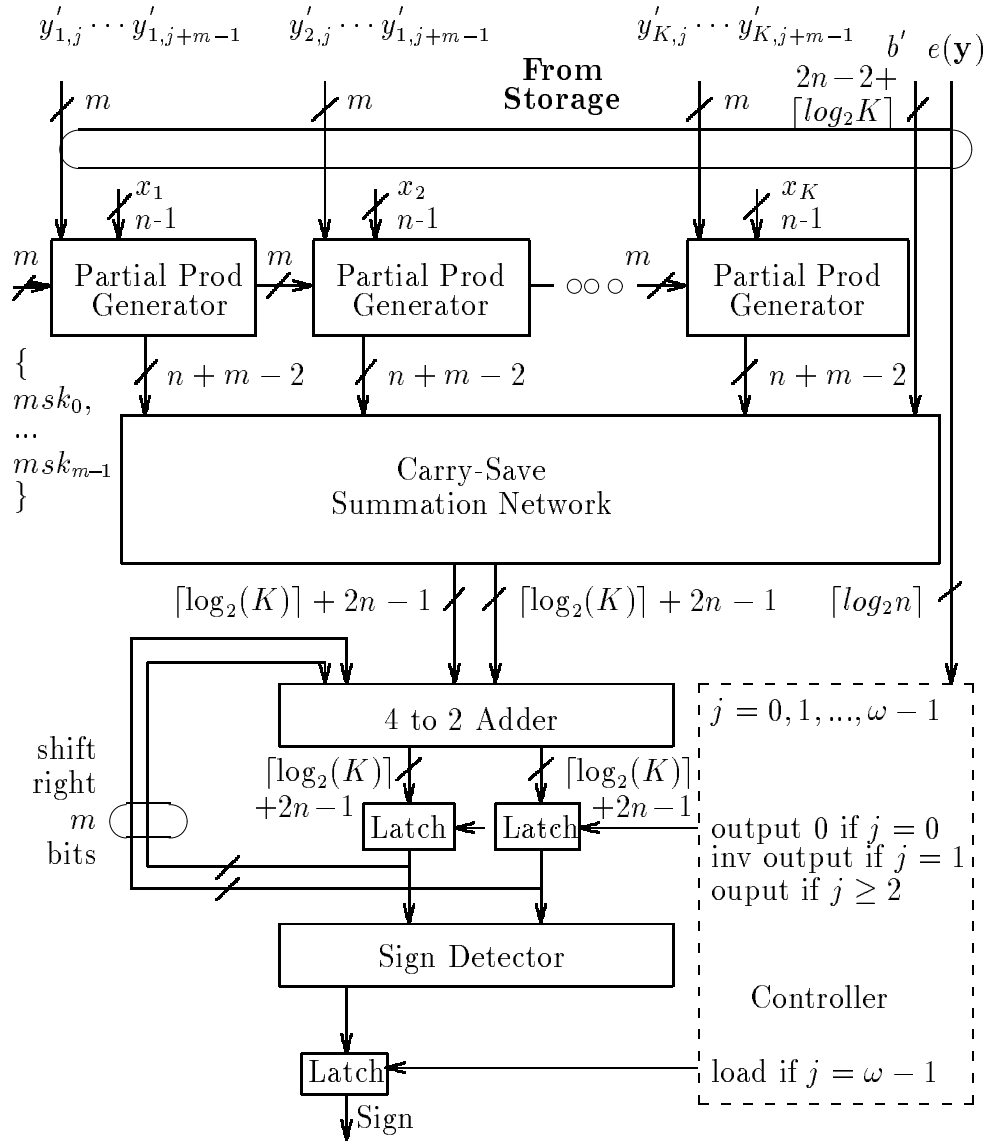 y'_{1,j} ··· y'_{1,j+m−1} y'_{2,j} ··· y'_{1,j+m−1} y'_{K,j} ··· y'_{K,j+m−1}
b' e(y)
From
Storage
2n − 2+
⌈log_2K⌉
m m m
x_1 x_2 x_K
n-1 n-1 n-1
m m m
Partial Prod
Generator
Partial Prod
Generator
○○ ○
Partial Prod
Generator
n + m − 2 n + m − 2 n + m − 2
{
msk_0,
...
msk_{m−1}
}
Carry-Save
Summation Network
⌈log_2(K)⌉ + 2n − 1 ⌈log_2(K)⌉ + 2n − 1 ⌈log_2n⌉
4 to 2 Adder
j = 0, 1, ..., ω − 1
shift
right
m
bits
⌈log_2(K)⌉
+2n−1
⌈log_2(K)⌉
+2n−1
Latch Latch
output 0 if j = 0
inv output if j = 1
ouput if j ≥ 2
Sign Detector
Controller
Latch
load if j = ω − 1
Sign